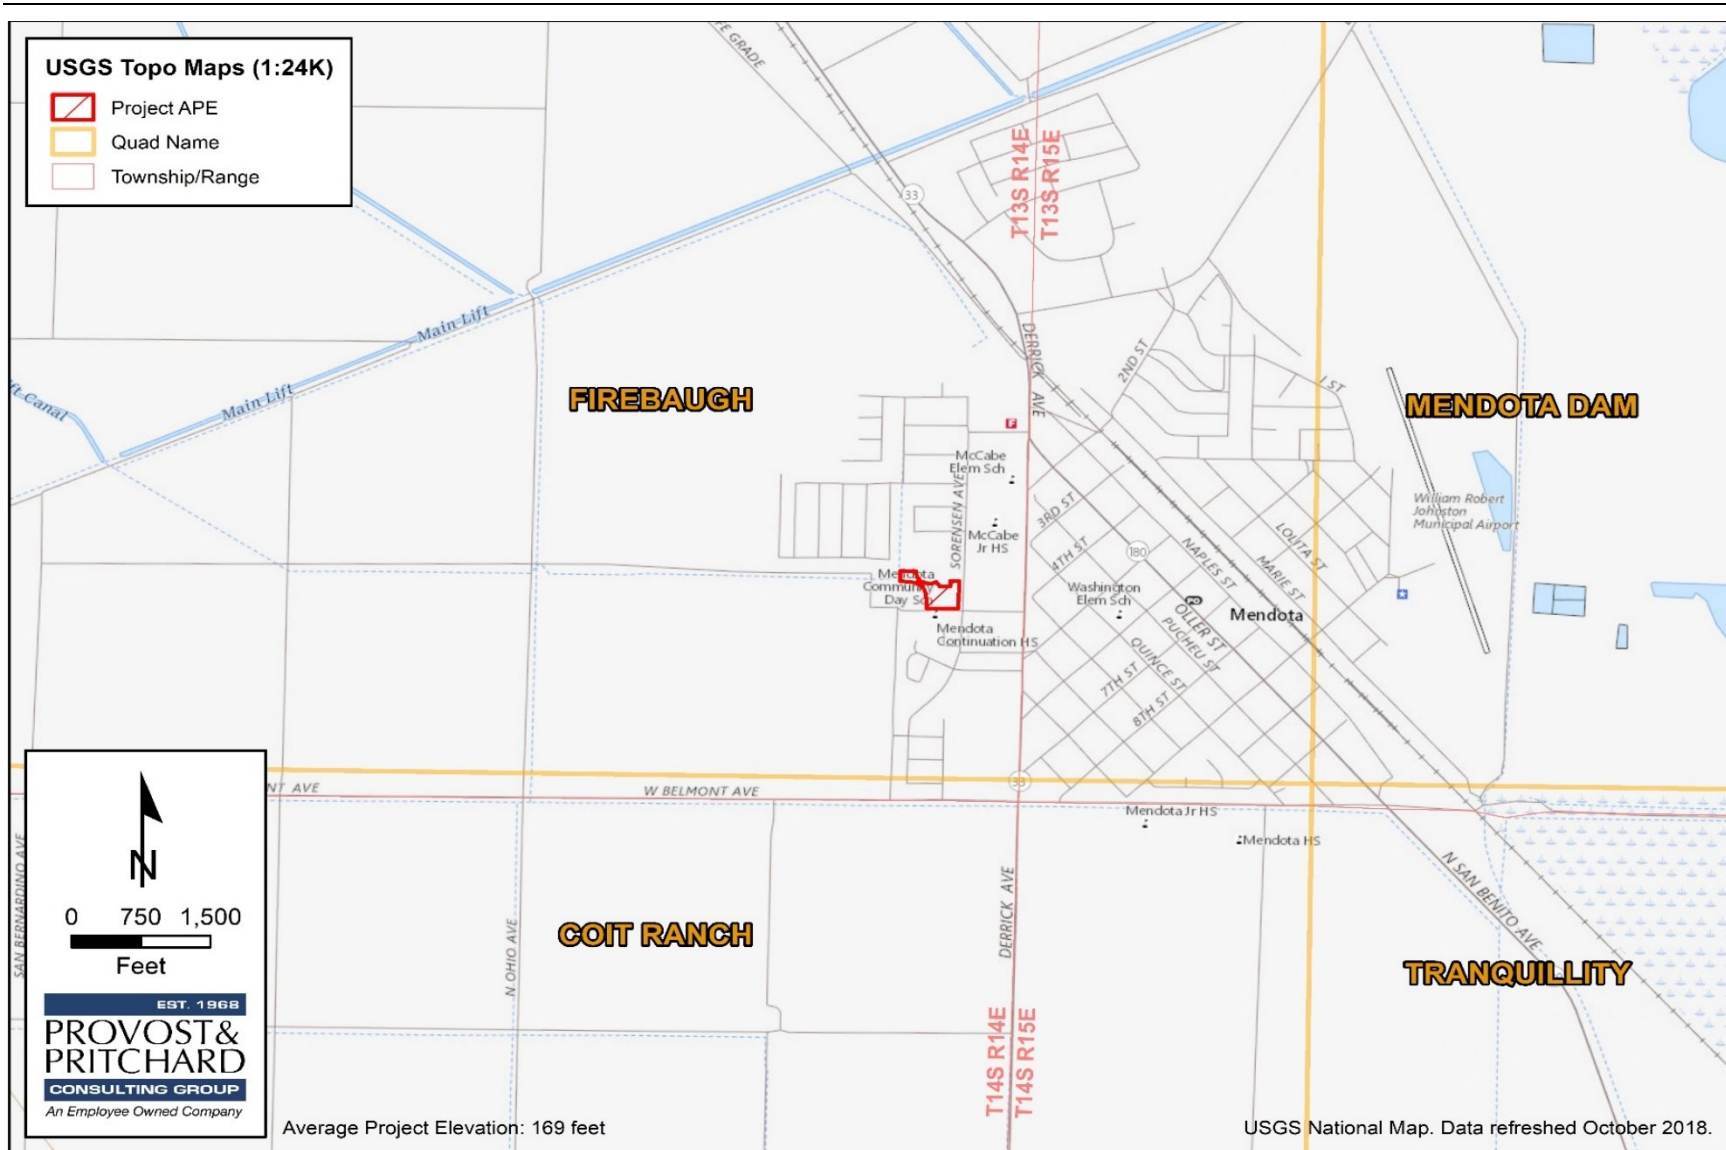 USGS Topo Maps (1:24K)
Project APE
Quad Name
Township/Range
FE GRADE
33
T13S R14E
T13S R15E
Main Lift
Main Lift
ft Canal
DERRICK AVE
2ND ST
I ST
FIREBAUGH
MENDOTA DAM
F
McCabe
Elem Sch
SORENSEN AVE
McCabe
Jr HS
3RD ST
4TH ST
180
NAPLES ST
MARIE ST
LOLITA ST
William Robert
Johnston
Municipal Airport
Mendota
Community
Day Sch
Mendota
Continuation HS
Washington
Elem Sch
PO
OLLER ST
PUCHEU ST
QUINCE ST
7TH ST
8TH ST
Mendota
33
NT AVE
W BELMONT AVE
Mendota Jr HS
Mendota HS
SAN BERNARDINO AVE
N OHIO AVE
DERRICK AVE
N SAN BENITO AVE
COIT RANCH
TRANQUILLITY
T14S R14E
T14S R15E
N
0 750 1,500
Feet
EST. 1968
PROVOST&
PRITCHARD
CONSULTING GROUP
An Employee Owned Company
Average Project Elevation: 169 feet
USGS National Map. Data refreshed October 2018.